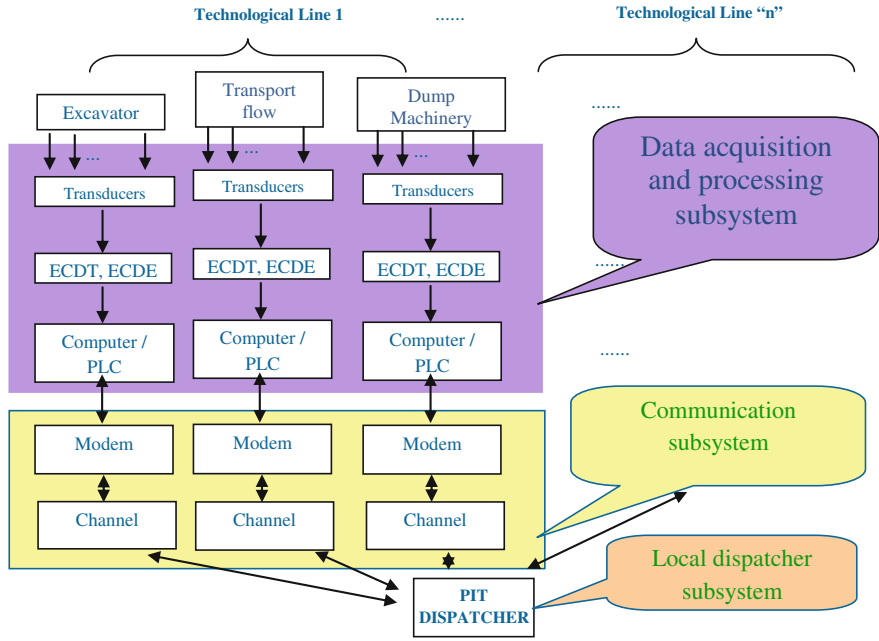 Technological Line 1 ...... Technological Line “n”
Excavator
Transport
flow
Dump
Machinery
......
... ... ...
Data acquisition
and processing
subsystem
Transducers Transducers Transducers
ECDT, ECDE ECDT, ECDE ECDT, ECDE
......
Computer /
PLC
Computer /
PLC
Computer /
PLC
......
Communication
subsystem
Modem Modem Modem
Channel Channel Channel
Local dispatcher
subsystem
PIT
DISPATCHER